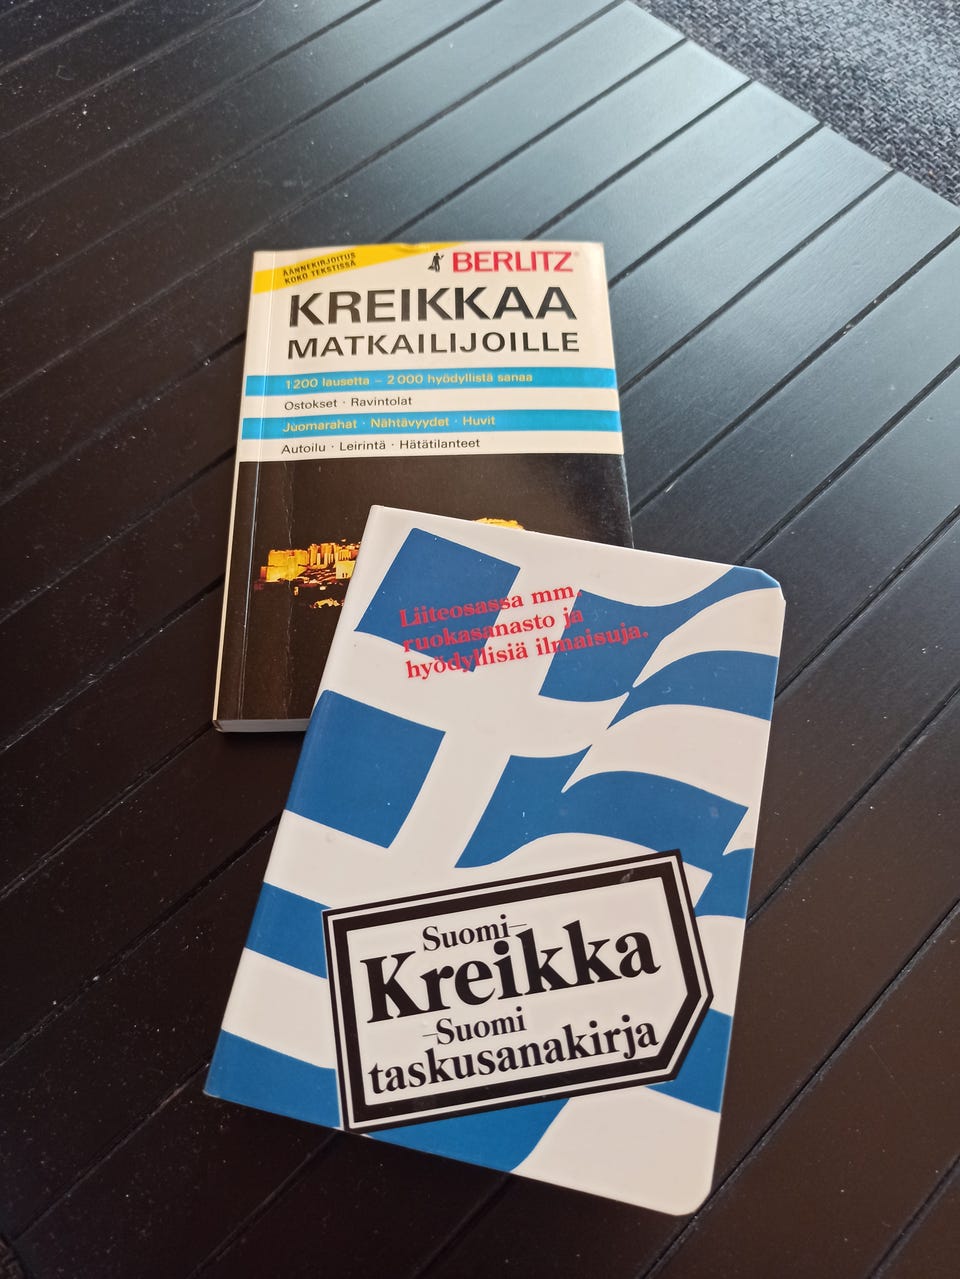 ÄÄNNEKIRJOITUS
KOKO TEKSTISSÄ
BERLITZ®
KREIKKAA
MATKAILIJOILLE
1200 lausetta – 2000 hyödyllistä sanaa
Ostokset · Ravintolat
Juomarahat · Nähtävyydet · Huvit
Autoilu · Leirintä · Hätätilanteet
Liiteosassa mm.
ruokasanasto ja
hyödyllisiä ilmaisuja.
Suomi–
Kreikka
–Suomi
taskusanakirja